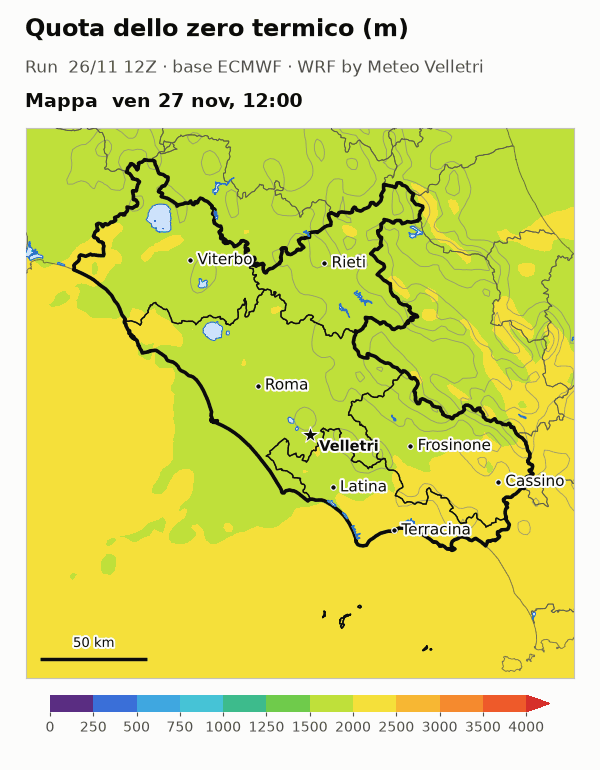 Quota dello zero termico (m)
Run  26/11 12Z · base ECMWF · WRF by Meteo Velletri
Mappa  ven 27 nov, 12:00
Viterbo
Rieti
Roma
Velletri
Frosinone
Cassino
Latina
Terracina
50 km
0 250 500 750 1000 1250 1500 2000 2500 3000 3500 4000